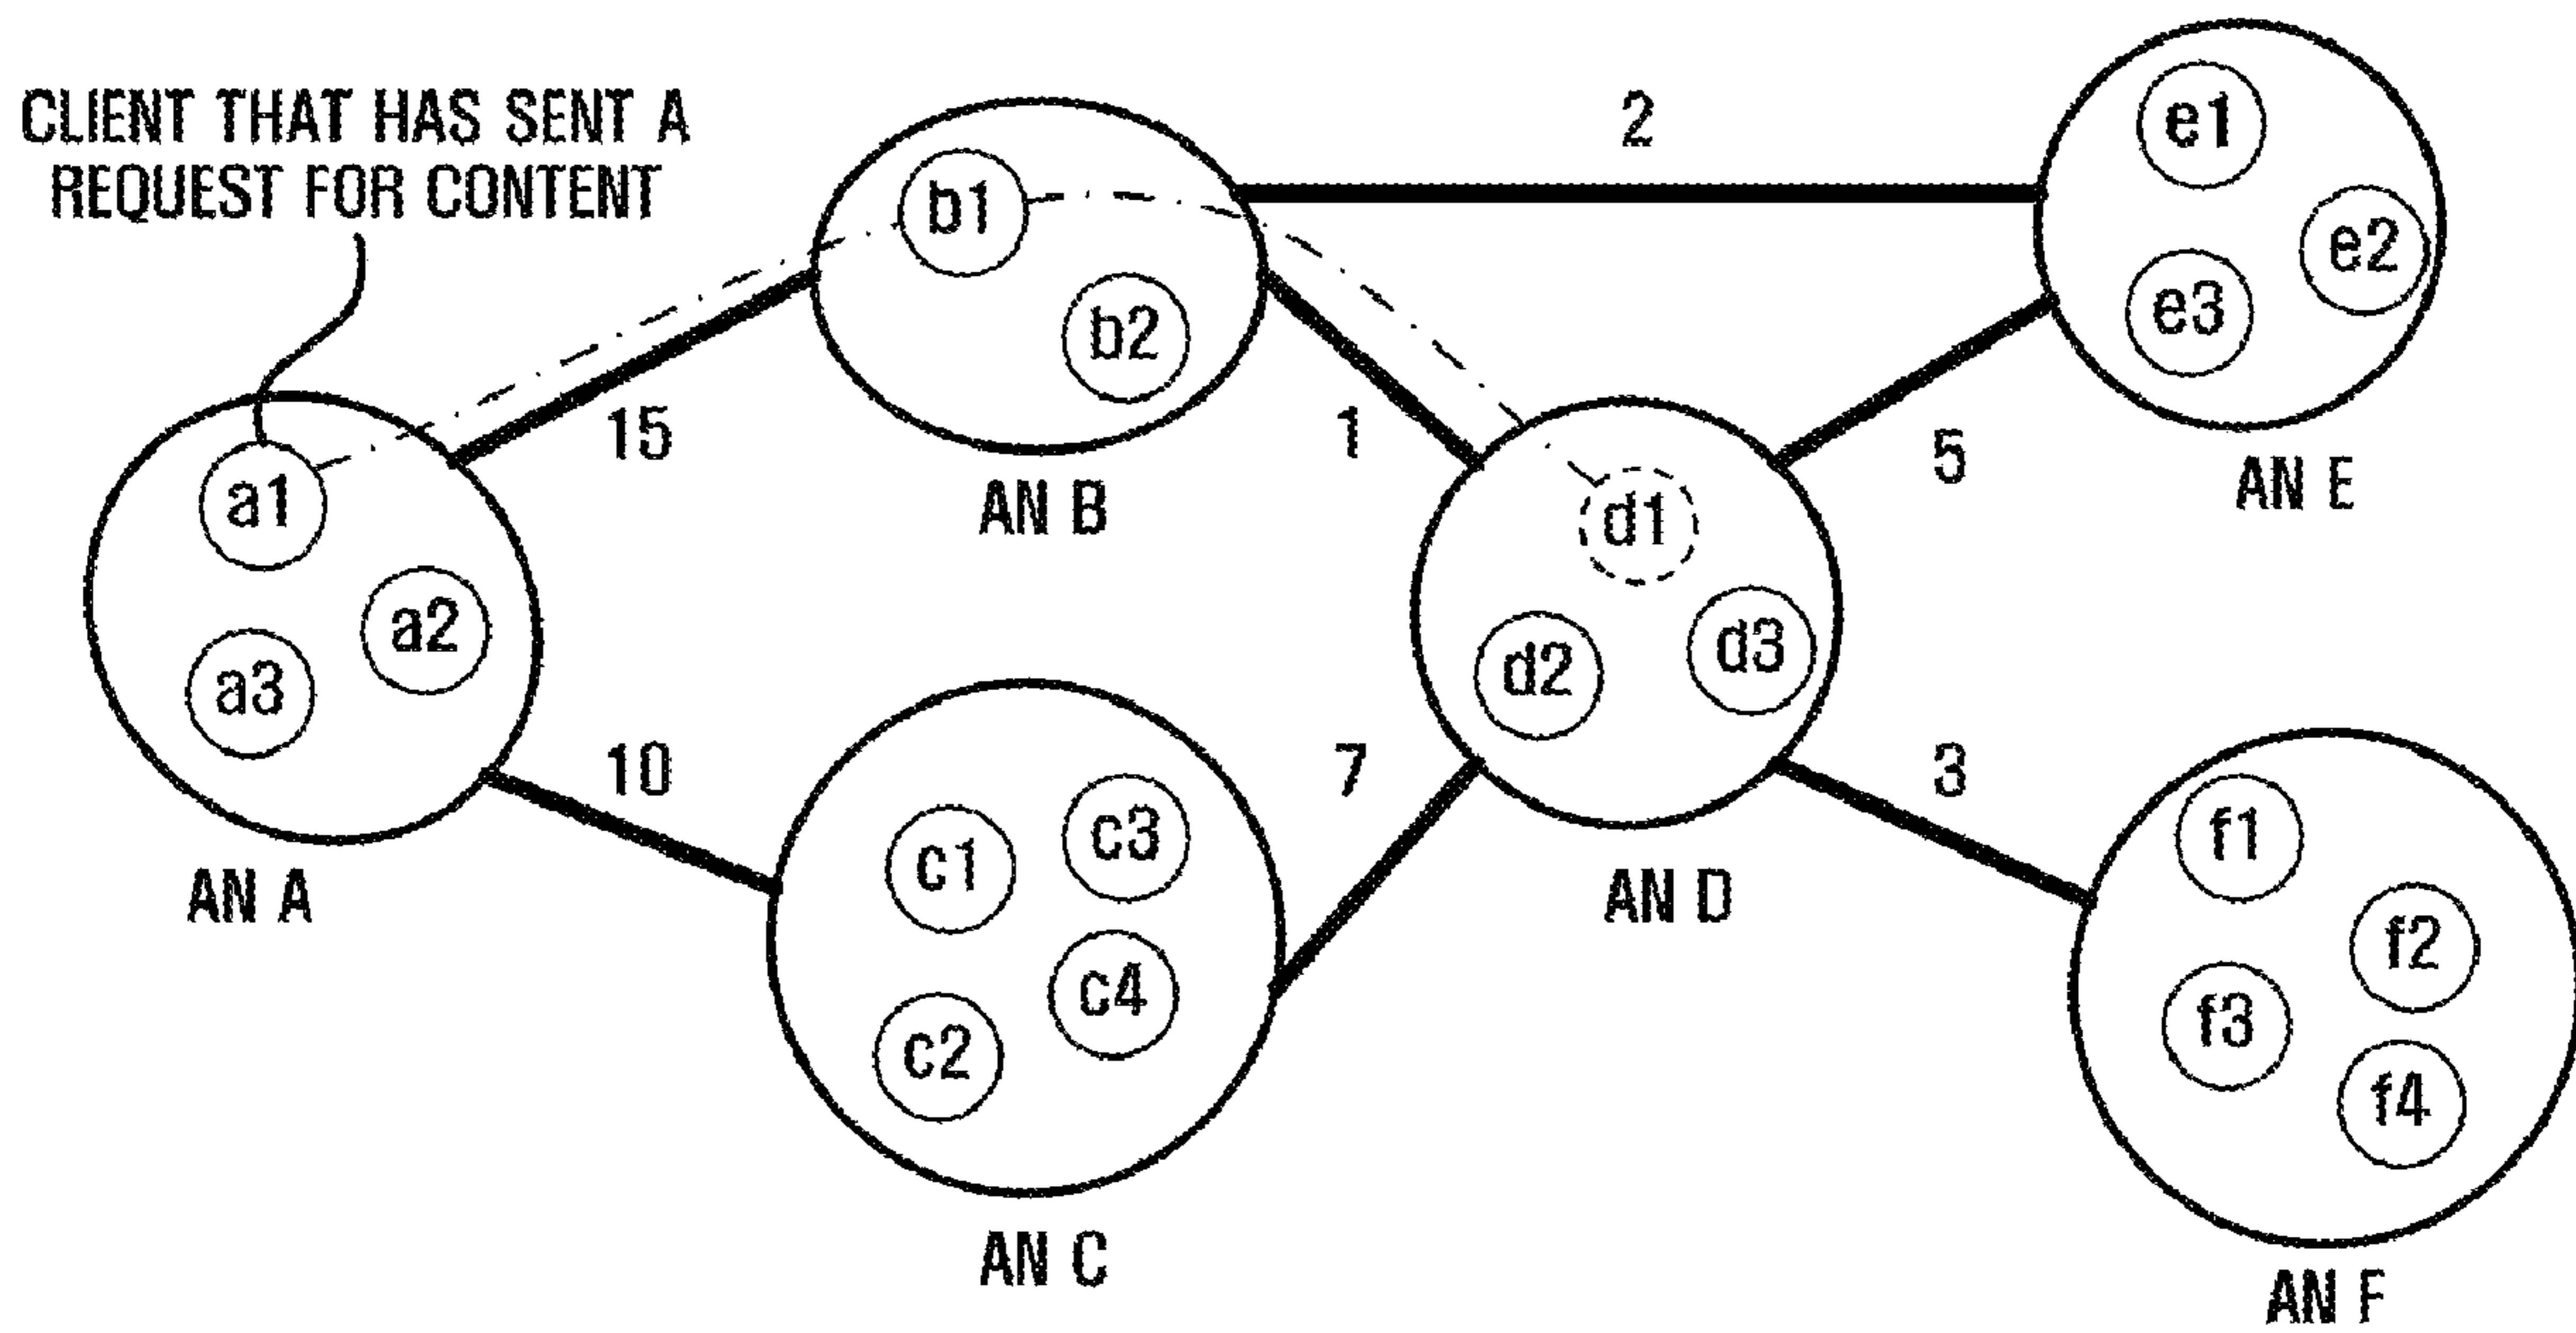 CLIENT THAT HAS SENT A
REQUEST FOR CONTENT
a1
a2
a3
AN A
15
10
b1
b2
AN B
c1
c3
c4
c2
AN C
2
1
7
d1
d2
d3
AN D
5
3
e1
e2
e3
AN E
f1
f2
f3
f4
AN F